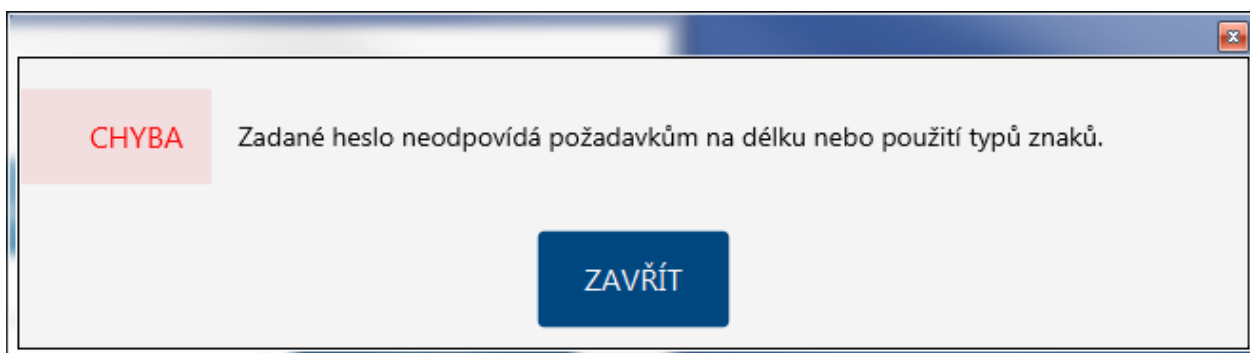 CHYBA Zadané heslo neodpovídá požadavkům na délku nebo použití typů znaků.
ZAVŘÍT